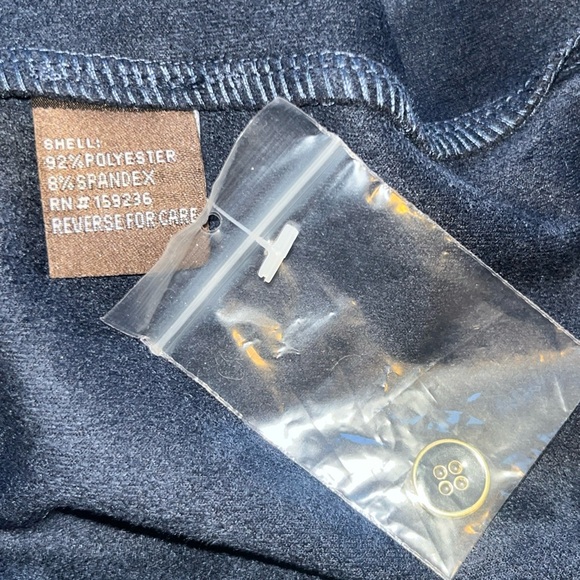 SHELL:
92% POLYESTER
8% SPANDEX
RN# 159236
REVERSE FOR CARE